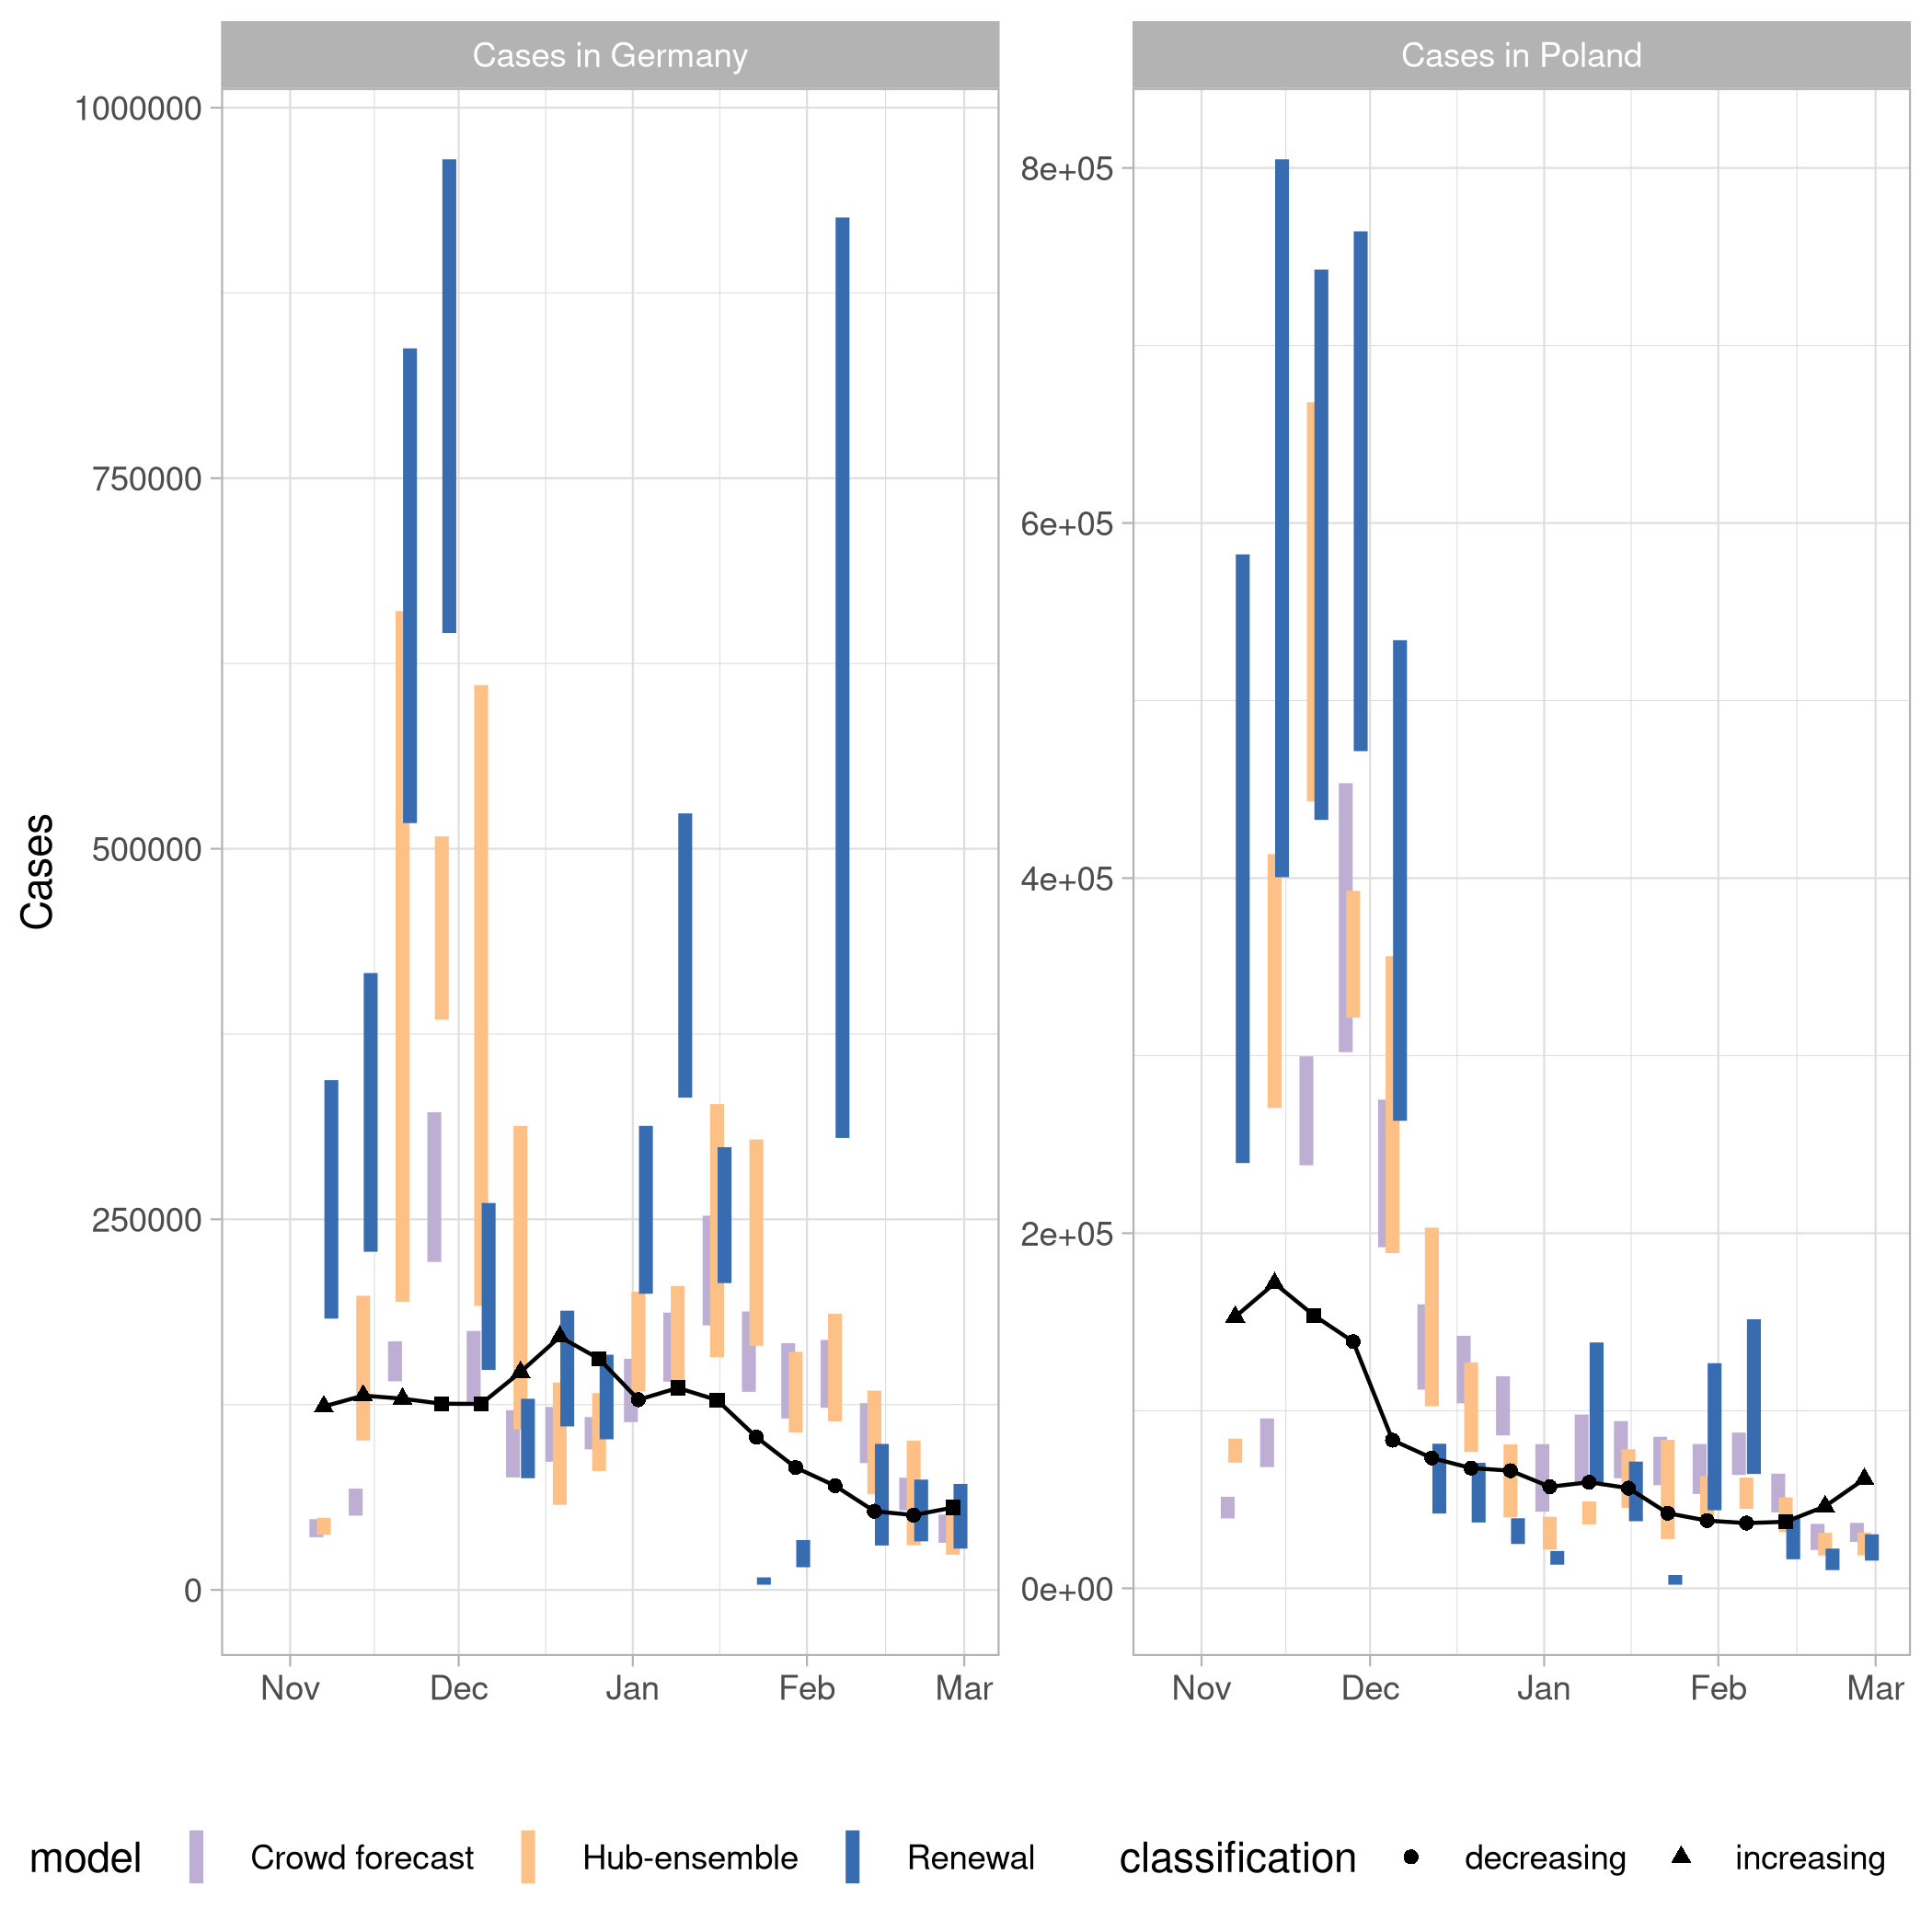 Cases in Germany
Cases in Poland
Cases
1000000
750000
500000
250000
0
8e+05
6e+05
4e+05
2e+05
0e+00
Nov Dec Jan Feb Mar
Nov Dec Jan Feb Mar
model Crowd forecast Hub-ensemble Renewal classification decreasing increasing